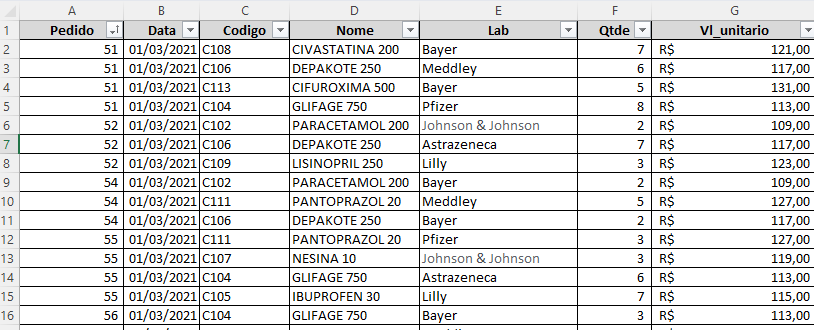 A B C D E F G
1 Pedido Data Codigo Nome Lab Qtde Vl_unitario
2 51 01/03/2021 C108 CIVASTATINA 200 Bayer 7 R$ 121,00
3 51 01/03/2021 C106 DEPAKOTE 250 Meddley 6 R$ 117,00
4 51 01/03/2021 C113 CIFUROXIMA 500 Bayer 5 R$ 131,00
5 51 01/03/2021 C104 GLIFAGE 750 Pfizer 8 R$ 113,00
6 52 01/03/2021 C102 PARACETAMOL 200 Johnson & Johnson 2 R$ 109,00
7 52 01/03/2021 C106 DEPAKOTE 250 Astrazeneca 7 R$ 117,00
8 52 01/03/2021 C109 LISINOPRIL 250 Lilly 3 R$ 123,00
9 54 01/03/2021 C102 PARACETAMOL 200 Bayer 2 R$ 109,00
10 54 01/03/2021 C111 PANTOPRAZOL 20 Meddley 5 R$ 127,00
11 54 01/03/2021 C106 DEPAKOTE 250 Bayer 2 R$ 117,00
12 55 01/03/2021 C111 PANTOPRAZOL 20 Pfizer 3 R$ 127,00
13 55 01/03/2021 C107 NESINA 10 Johnson & Johnson 3 R$ 119,00
14 55 01/03/2021 C104 GLIFAGE 750 Astrazeneca 6 R$ 113,00
15 55 01/03/2021 C105 IBUPROFEN 30 Lilly 7 R$ 115,00
16 56 01/03/2021 C104 GLIFAGE 750 Bayer 3 R$ 113,00